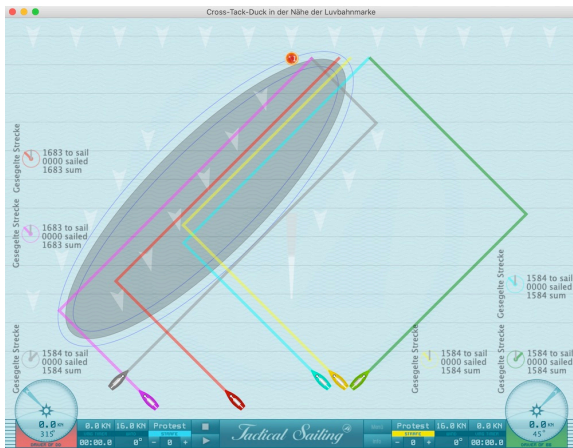 Cross-Tack-Duck in der Nähe der Luvbahnmarke
Gesegelte Strecke
1683 to sail
0000 sailed
1683 sum
Gesegelte Strecke
1683 to sail
0000 sailed
1683 sum
Gesegelte Strecke
1584 to sail
0000 sailed
1584 sum
Gesegelte Strecke
1584 to sail
0000 sailed
1584 sum
Gesegelte Strecke
1584 to sail
0000 sailed
1584 sum
Gesegelte Strecke
1584 to sail
0000 sailed
1584 sum
0.0 KN
315°
0.0 KN 16.0 KN Protest
00:00.0 0° - 0 +
Tactical Sailing
Protest 16.0 KN 0.0 KN
- 0 + 0° 00:00.0
0.0 KN
45°